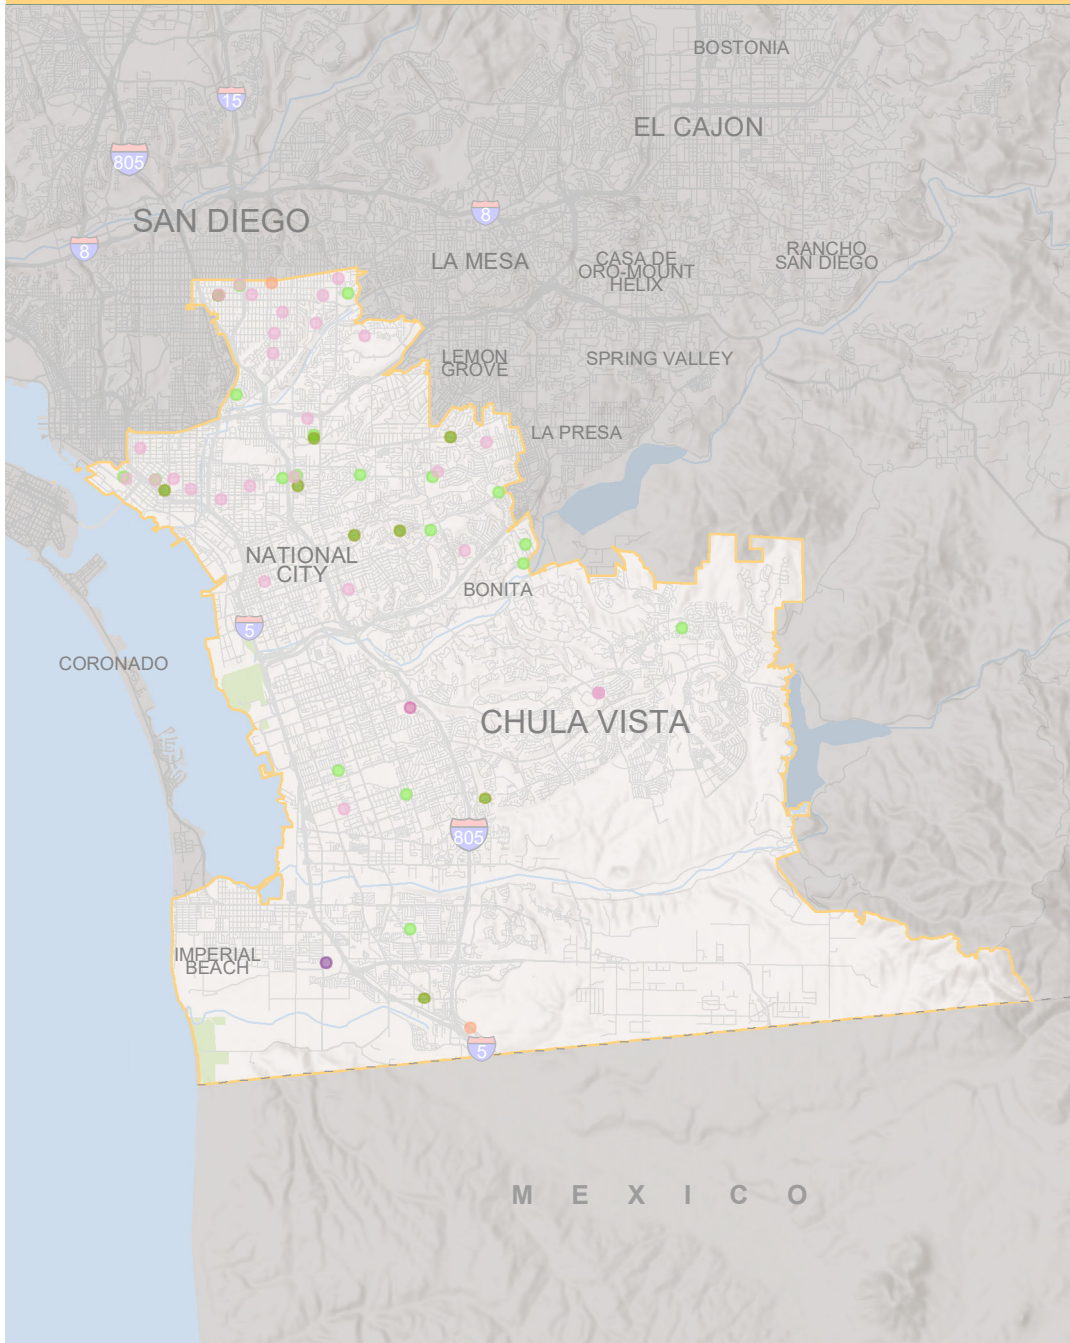 BOSTONIA
15
EL CAJON
805
SAN DIEGO
8
8
LA MESA
CASA DE
ORO-MOUNT
HELIX
RANCHO
SAN DIEGO
LEMON
GROVE
SPRING VALLEY
LA PRESA
NATIONAL
CITY
BONITA
5
CORONADO
CHULA VISTA
805
IMPERIAL
BEACH
5
MEXICO